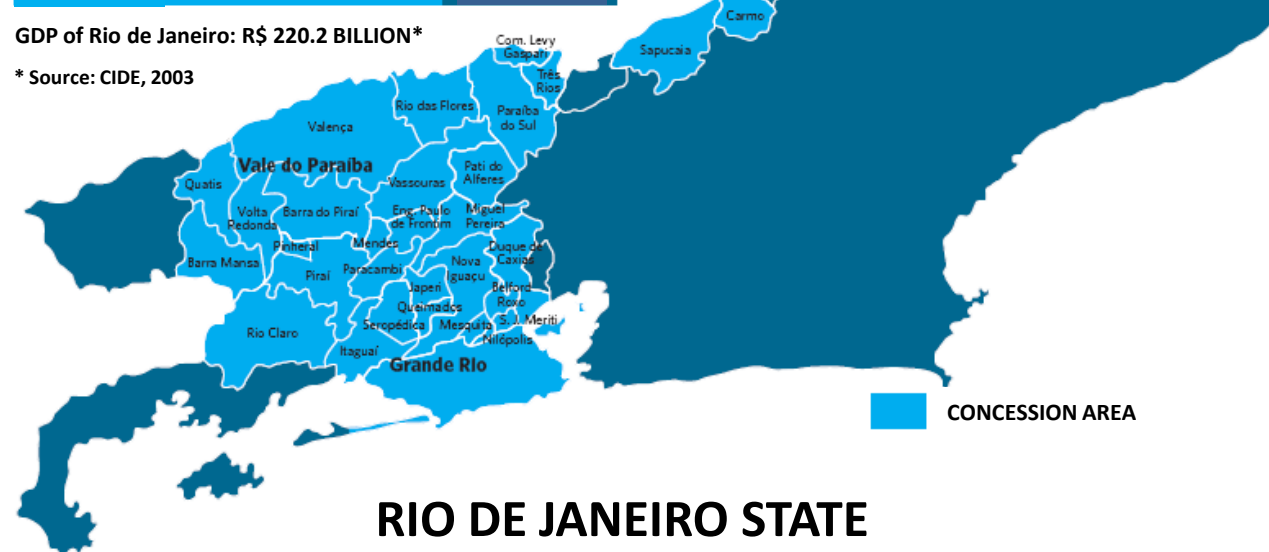 GDP of Rio de Janeiro: R$ 220.2 BILLION*
* Source: CIDE, 2003
Carmo
Sapucaia
Com. Levy
Gaspari
Três
Rios
Rio das Flores
Paraíba
do Sul
Valença
Vale do Paraíba
Pati do
Alferes
Quatis
Vassouras
Volta
Redonda
Barra do Piraí
Eng. Paulo
de Frontim
Miguel
Pereira
Pinheral
Mendes
Duque de
Caxias
Barra Mansa
Piraí
Paracambi
Nova
Iguaçu
Japeri
Belford
Roxo
Queimados
Rio Claro
Seropédica
Mesquita
S. J. Meriti
Nilópolis
Itaguaí
Grande Rio
CONCESSION AREA
RIO DE JANEIRO STATE